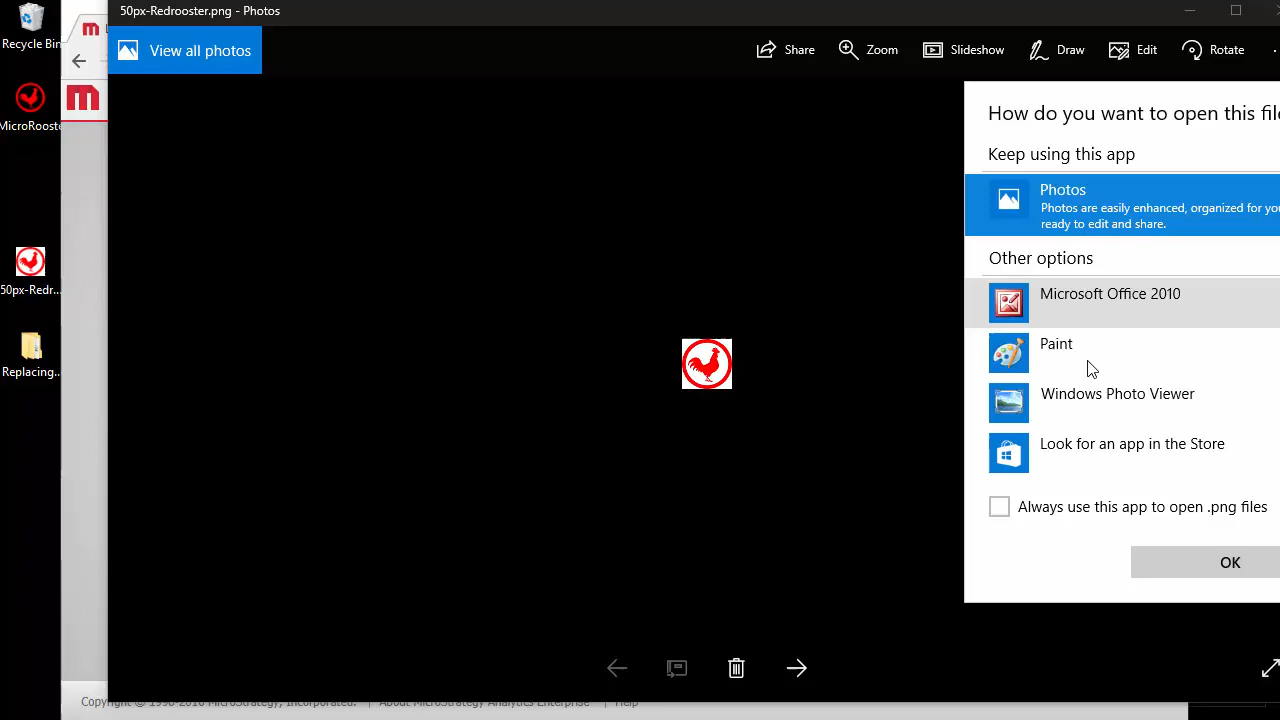 50px-Redrooster.png - Photos
Recycle Bin
View all photos
Share
Zoom
Slideshow
Draw
Edit
Rotate
MicroRooste
50px-Redr...
Replacing...
How do you want to open this file
Keep using this app
Photos
Photos are easily enhanced, organized for you
ready to edit and share.
Other options
Microsoft Office 2010
Paint
Windows Photo Viewer
Look for an app in the Store
Always use this app to open .png files
OK
About MicroStrategy Analytics Enterprise | Help